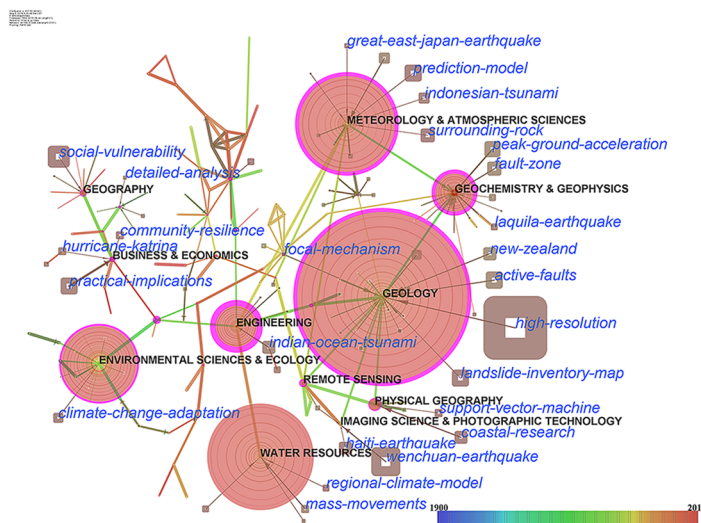 great-east-japan-earthquake
prediction-model
indonesian-tsunami
METEOROLOGY & ATMOSPHERIC SCIENCES
surrounding-rock
peak-ground-acceleration
social-vulnerability
fault-zone
detailed-analysis
GEOGRAPHY
GEOCHEMISTRY & GEOPHYSICS
laquila-earthquake
community-resilience
hurricane-katrina
focal-mechanism
new-zealand
BUSINESS & ECONOMICS
practical-implications
active-faults
GEOLOGY
ENGINEERING
high-resolution
indian-ocean-tsunami
ENVIRONMENTAL SCIENCES & ECOLOGY
landslide-inventory-map
REMOTE SENSING
PHYSICAL GEOGRAPHY
climate-change-adaptation
support-vector-machine
IMAGING SCIENCE & PHOTOGRAPHIC TECHNOLOGY
coastal-research
haiti-earthquake
WATER RESOURCES
wenchuan-earthquake
regional-climate-model
mass-movements
1900
201